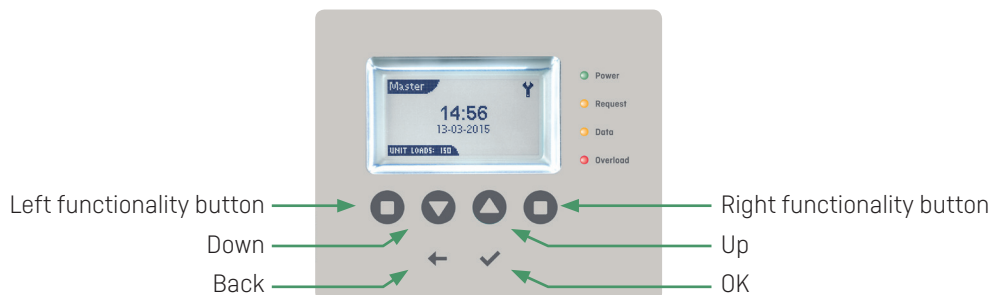 Master
14:56
13-03-2015
UNIT LOADS: 150
Power
Request
Data
Overload
Left functionality button
Right functionality button
Down
Up
Back
OK